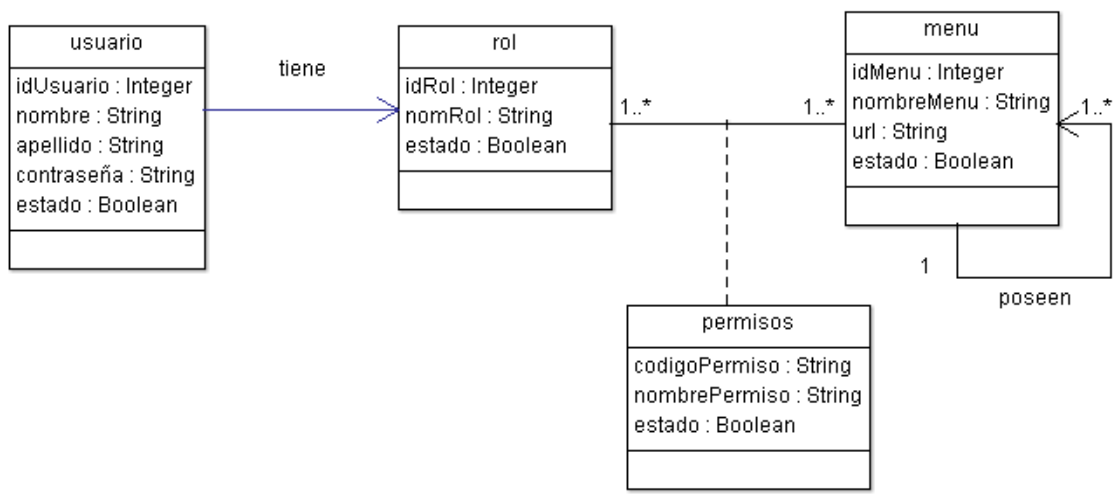 usuario
idUsuario : Integer
nombre : String
apellido : String
contraseña : String
estado : Boolean
tiene
rol
idRol : Integer
nomRol : String
estado : Boolean
1..*
1..*
menu
idMenu : Integer
nombreMenu : String
url : String
estado : Boolean
1..*
1
poseen
permisos
codigoPermiso : String
nombrePermiso : String
estado : Boolean